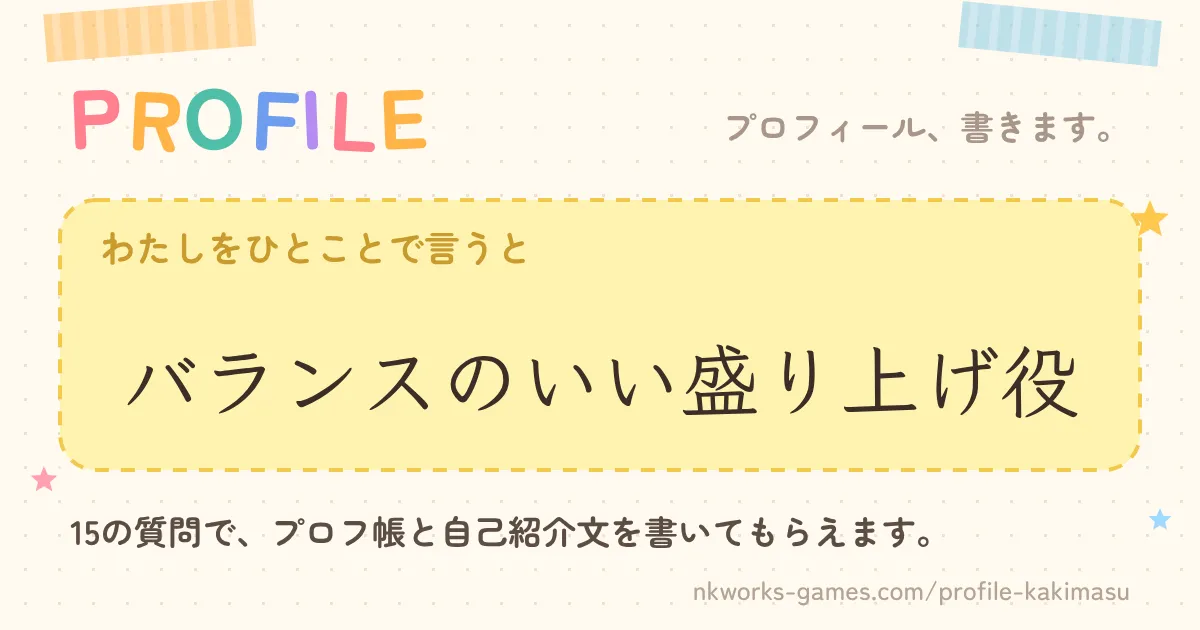 PROFILE
プロフィール、書きます。
わたしをひとことで言うと
バランスのいい盛り上げ役
15の質問で、プロフ帳と自己紹介文を書いてもらえます。
nkworks-games.com/profile-kakimasu